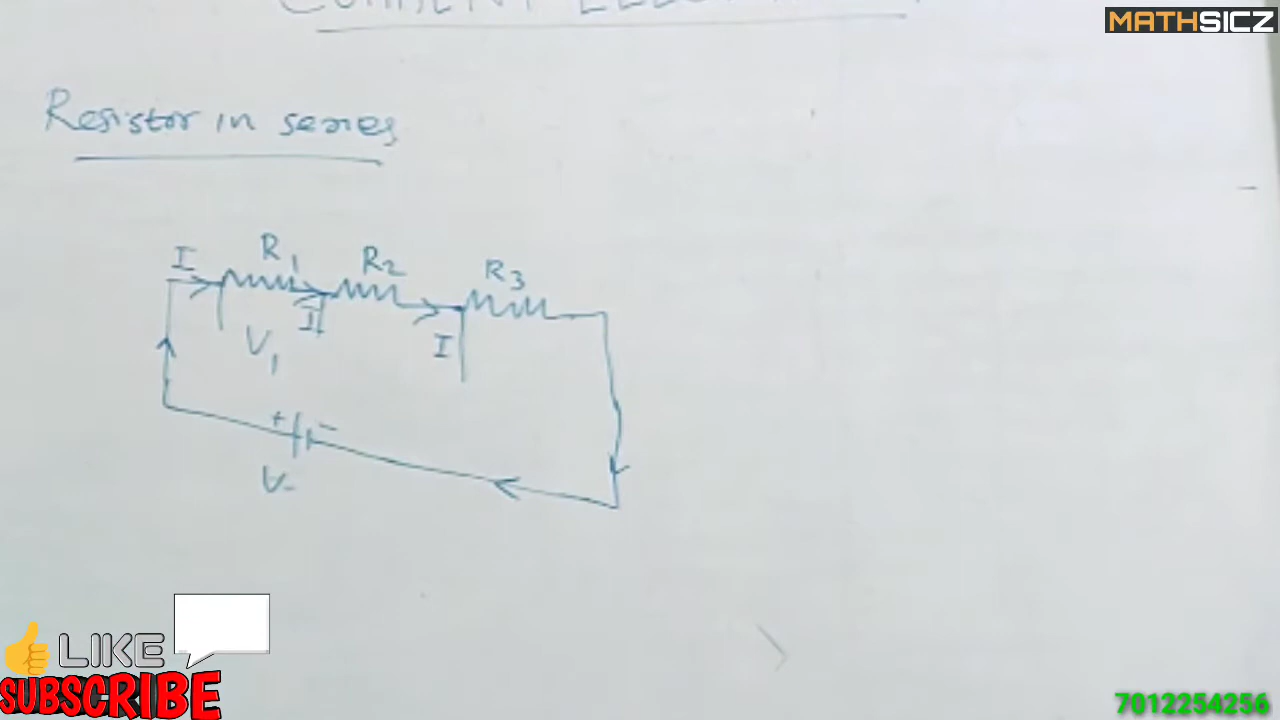 MATHSICZ
Resistor in series
I R1 R2 R3
I I
V1
+ -
V
LIKE
SUBSCRIBE
7012254256